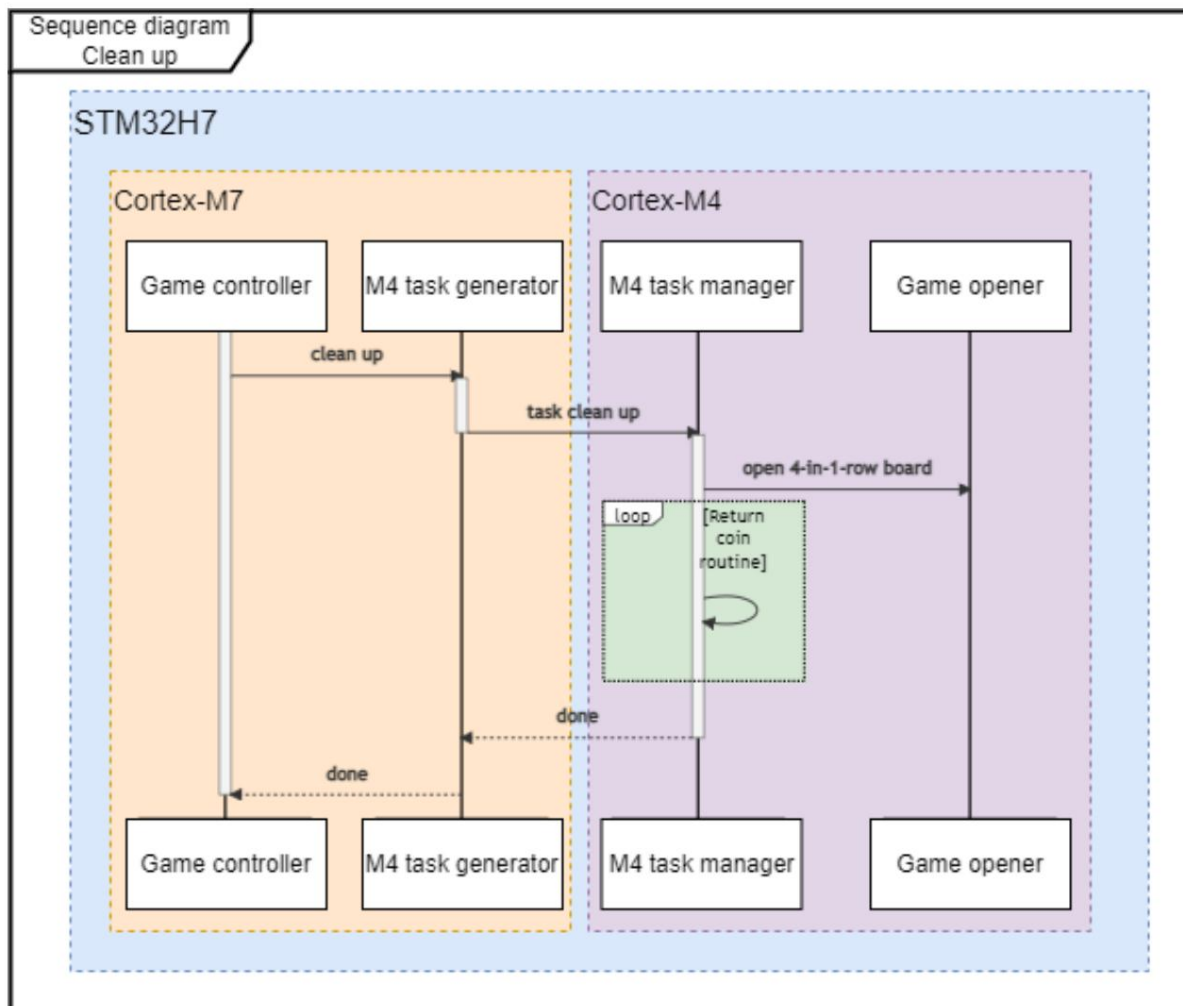 Sequence diagram
Clean up
STM32H7
Cortex-M7
Cortex-M4
Game controller
M4 task generator
M4 task manager
Game opener
clean up
task clean up
open 4-in-1-row board
loop
[Return
coin
routine]
done
done
Game controller
M4 task generator
M4 task manager
Game opener